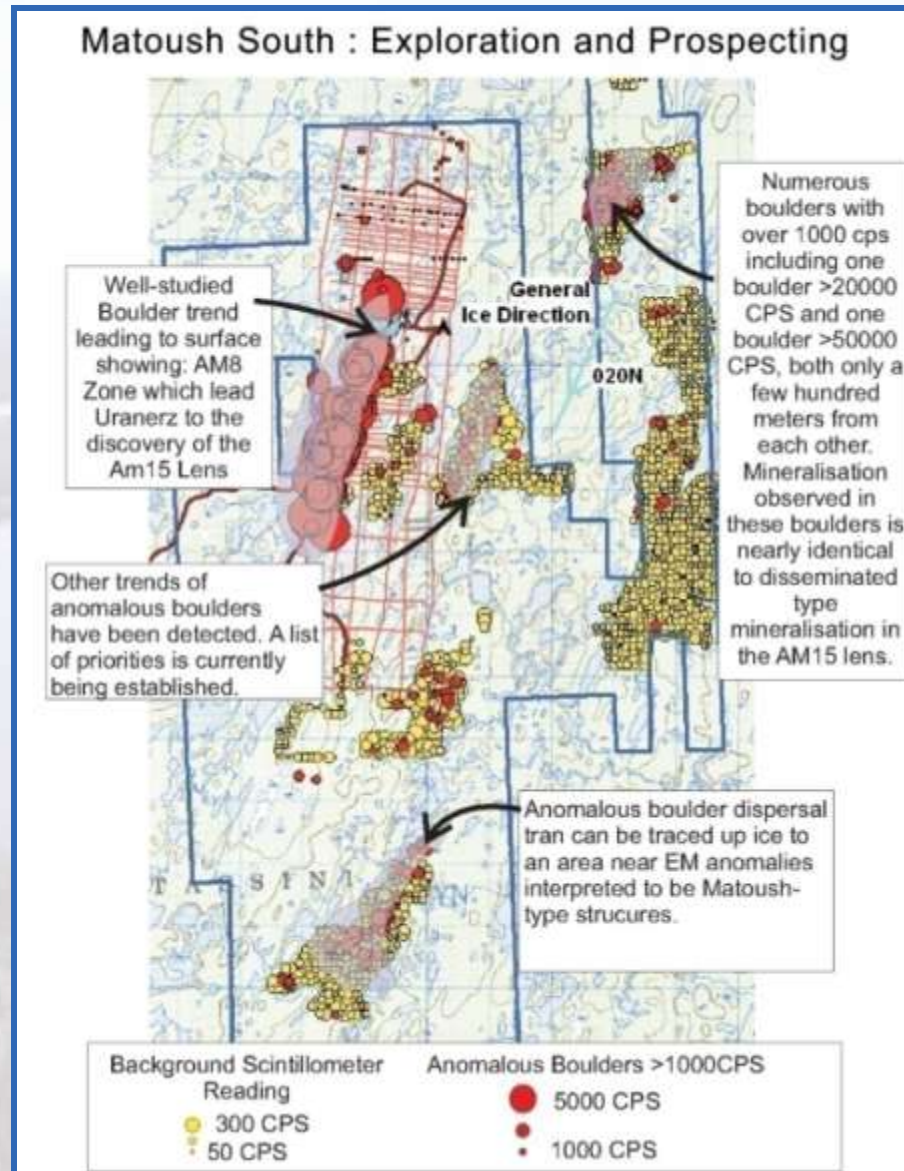 Matoush South : Exploration and Prospecting
Well-studied
Boulder trend
leading to surface
showing: AM8
Zone which lead
Uranerz to the
discovery of the
Am15 Lens
General
Ice Direction
020N
Numerous
boulders with
over 1000 cps
including one
boulder >20000
CPS and one
boulder >50000
CPS, both only a
few hundred
meters from
each other.
Mineralisation
observed in
these boulders is
nearly identical
to disseminated
type
mineralisation in
the AM15 lens.
Other trends of
anomalous boulders
have been detected. A list
of priorities is currently
being established.
Anomalous boulder dispersal
tran can be traced up ice to
an area near EM anomalies
interpreted to be Matoush-
type strucures.
Background Scintillometer
Reading
300 CPS
50 CPS
Anomalous Boulders >1000CPS
5000 CPS
1000 CPS